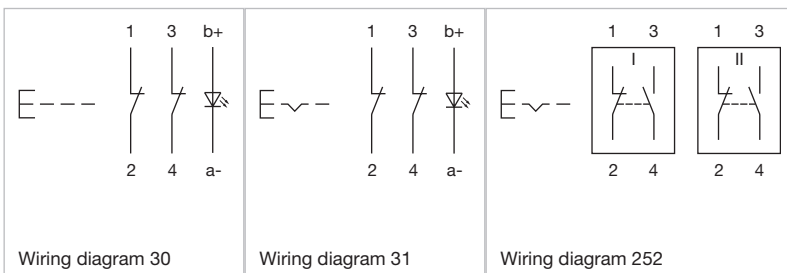 1 3 b+
2 4 a-
Wiring diagram 30
1 3 b+
2 4 a-
Wiring diagram 31
1 3 1 3
I II
2 4 2 4
Wiring diagram 252